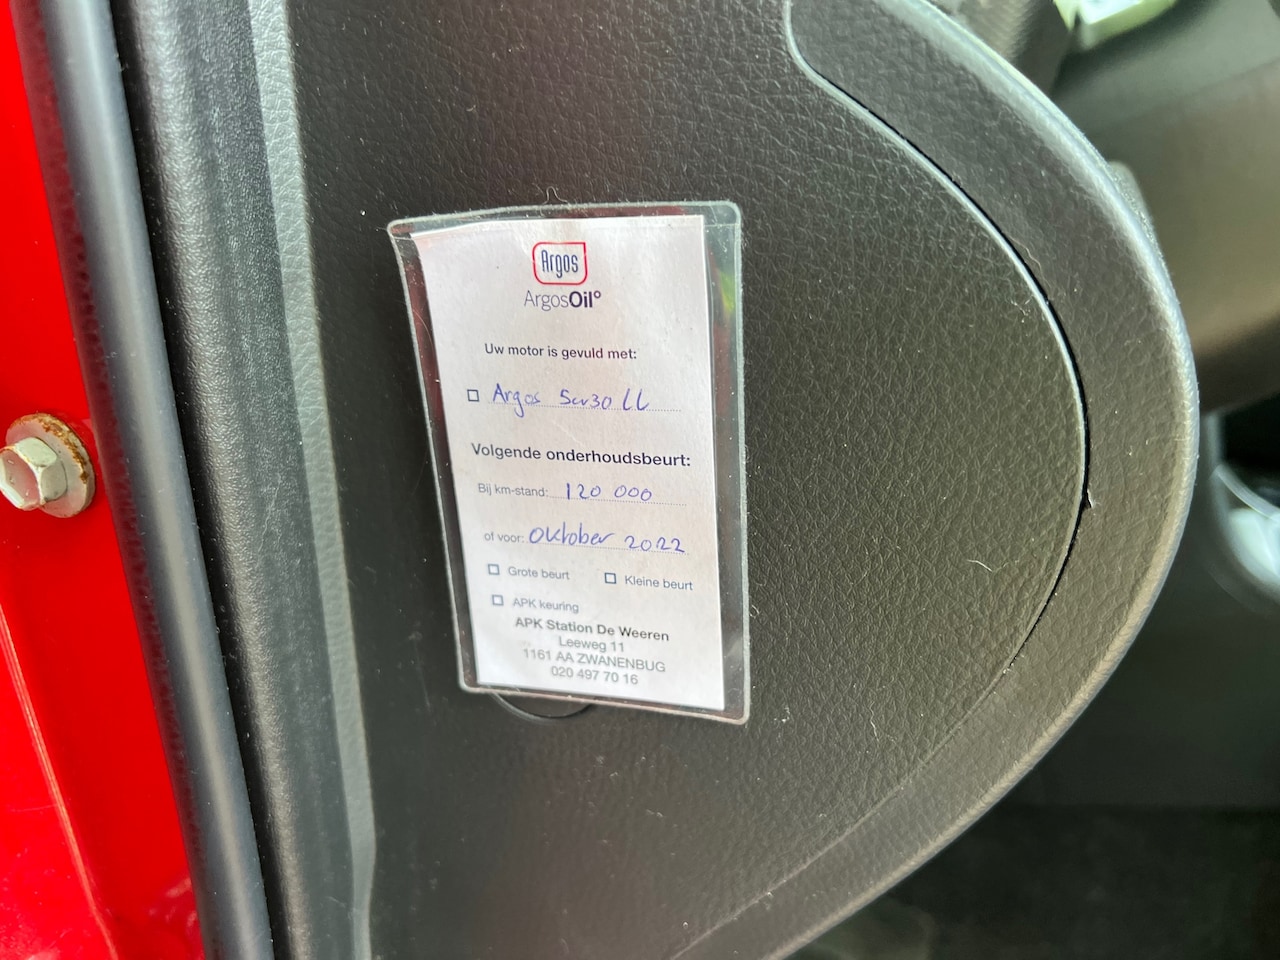 Argos
ArgosOil°
Uw motor is gevuld met:
Argos 5w30 LL
Volgende onderhoudsbeurt:
Bij km-stand: 120 000
of voor: oktober 2022
Grote beurt Kleine beurt
APK keuring
APK Station De Weeren
Leeweg 11
1161 AA ZWANENBUG
020 497 70 16